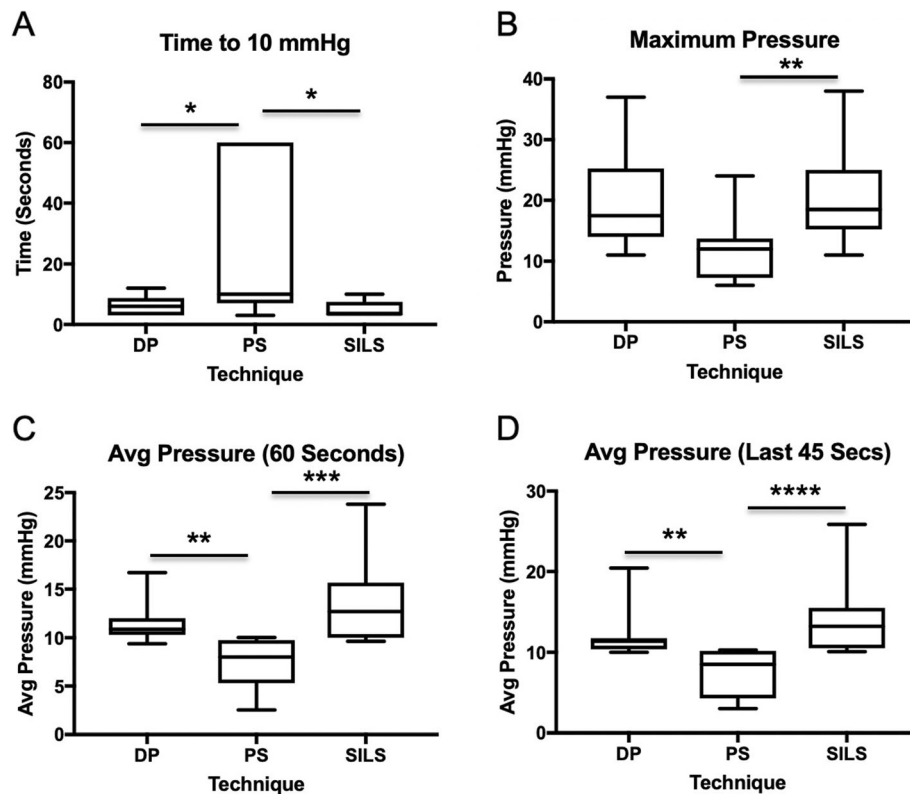 A
Time to 10 mmHg
Time (Seconds)
80
60
40
20
0
*
*
DP PS SILS
Technique
B
Maximum Pressure
Pressure (mmHg)
40
30
20
10
0
**
DP PS SILS
Technique
C
Avg Pressure (60 Seconds)
Avg Pressure (mmHg)
25
20
15
10
5
0
**
***
DP PS SILS
Technique
D
Avg Pressure (Last 45 Secs)
Avg Pressure (mmHg)
30
20
10
0
**
****
DP PS SILS
Technique